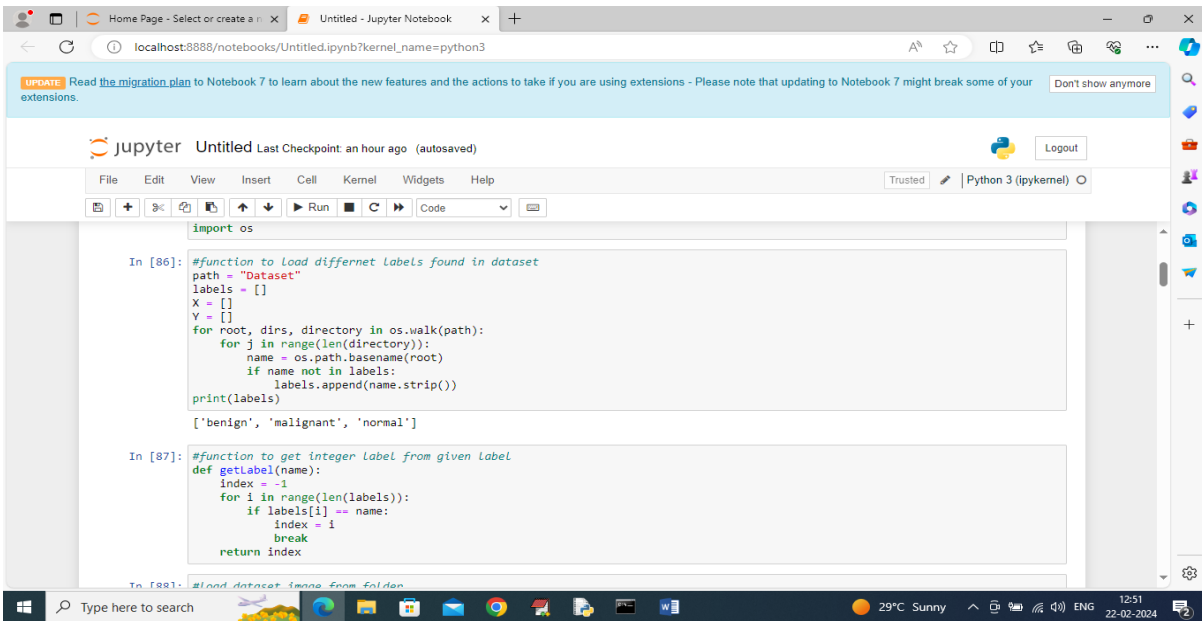 Home Page - Select or create a n
Untitled - Jupyter Notebook
localhost:8888/notebooks/Untitled.ipynb?kernel_name=python3
UPDATE Read the migration plan to Notebook 7 to learn about the new features and the actions to take if you are using extensions - Please note that updating to Notebook 7 might break some of your
extensions.
Don't show anymore
jupyter Untitled Last Checkpoint: an hour ago (autosaved)
Logout
File Edit View Insert Cell Kernel Widgets Help
Trusted Python 3 (ipykernel)
Run Code
import os
In [86]: #function to load differnet labels found in dataset
path = "Dataset"
labels = []
X = []
Y = []
for root, dirs, directory in os.walk(path):
    for j in range(len(directory)):
        name = os.path.basename(root)
        if name not in labels:
            labels.append(name.strip())
print(labels)
['benign', 'malignant', 'normal']
In [87]: #function to get integer label from given label
def getLabel(name):
    index = -1
    for i in range(len(labels)):
        if labels[i] == name:
            index = i
            break
    return index
In [88]: #load dataset image from folder
Type here to search
29°C Sunny
ENG
12:51
22-02-2024
2